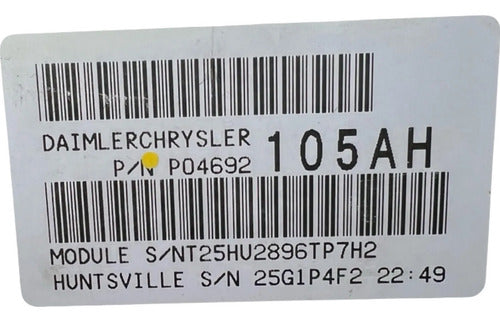 DAIMLERCHRYSLER
P/N P04692 105AH
MODULE S/NT25HU2896TP7H2
HUNTSVILLE S/N 25G1P4F2 22:49